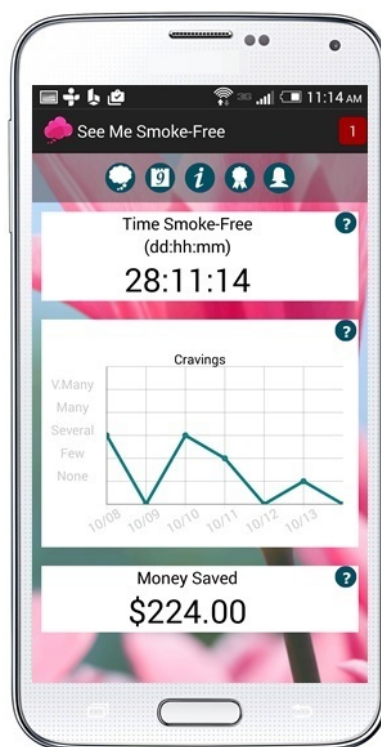 3G 11:14 AM
See Me Smoke-Free 1
9 i
Time Smoke-Free ?
(dd:hh:mm)
28:11:14
?
Cravings
V.Many
Many
Several
Few
None
10/08 10/09 10/10 10/11 10/12 10/13
Money Saved ?
$224.00